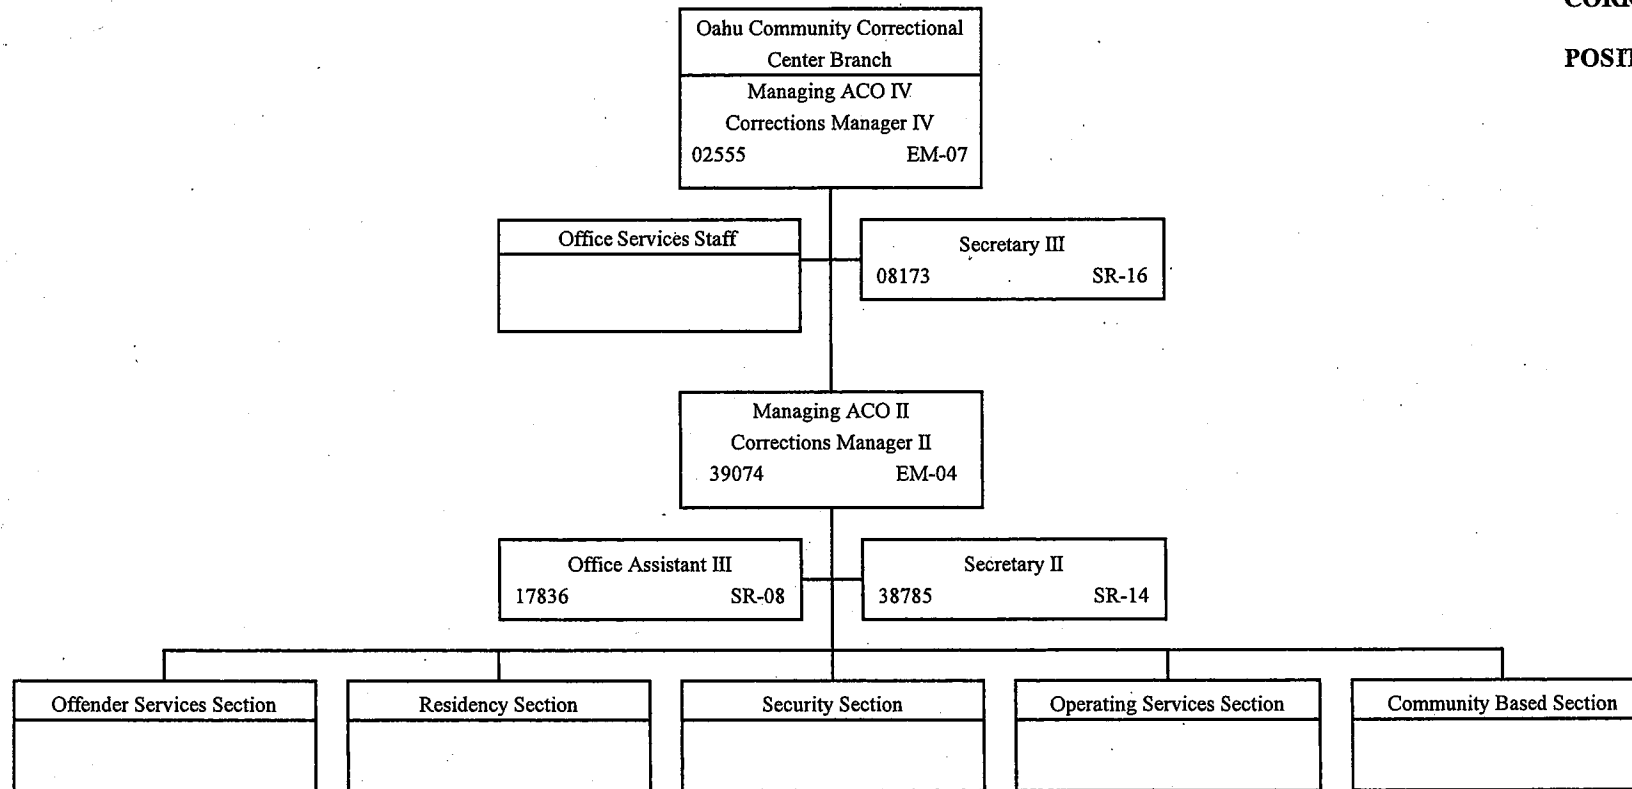 Oahu Community Correctional
Center Branch
Managing ACO IV
Corrections Manager IV
02555 EM-07
Office Services Staff
Secretary III
08173 SR-16
Managing ACO II
Corrections Manager II
39074 EM-04
Office Assistant III
17836 SR-08
Secretary II
38785 SR-14
Offender Services Section
Residency Section
Security Section
Operating Services Section
Community Based Section